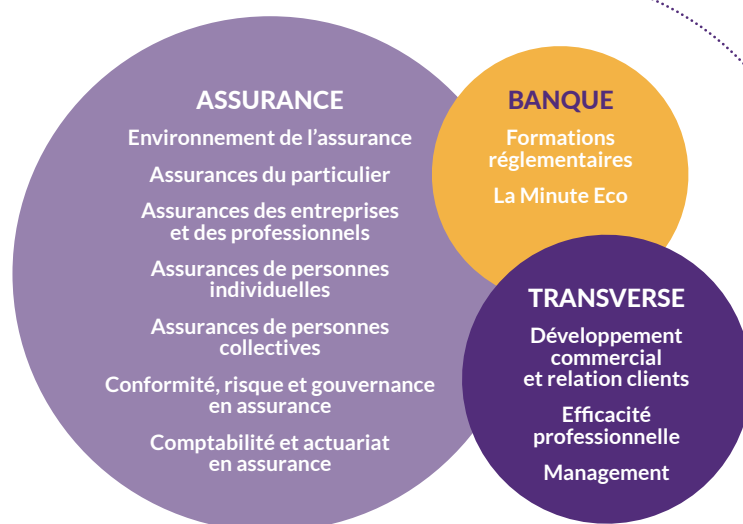 ASSURANCE
Environnement de l’assurance
Assurances du particulier
Assurances des entreprises
et des professionnels
Assurances de personnes
individuelles
Assurances de personnes
collectives
Conformité, risque et gouvernance
en assurance
Comptabilité et actuariat
en assurance
BANQUE
Formations
réglementaires
La Minute Eco
TRANSVERSE
Développement
commercial
et relation clients
Efficacité
professionnelle
Management